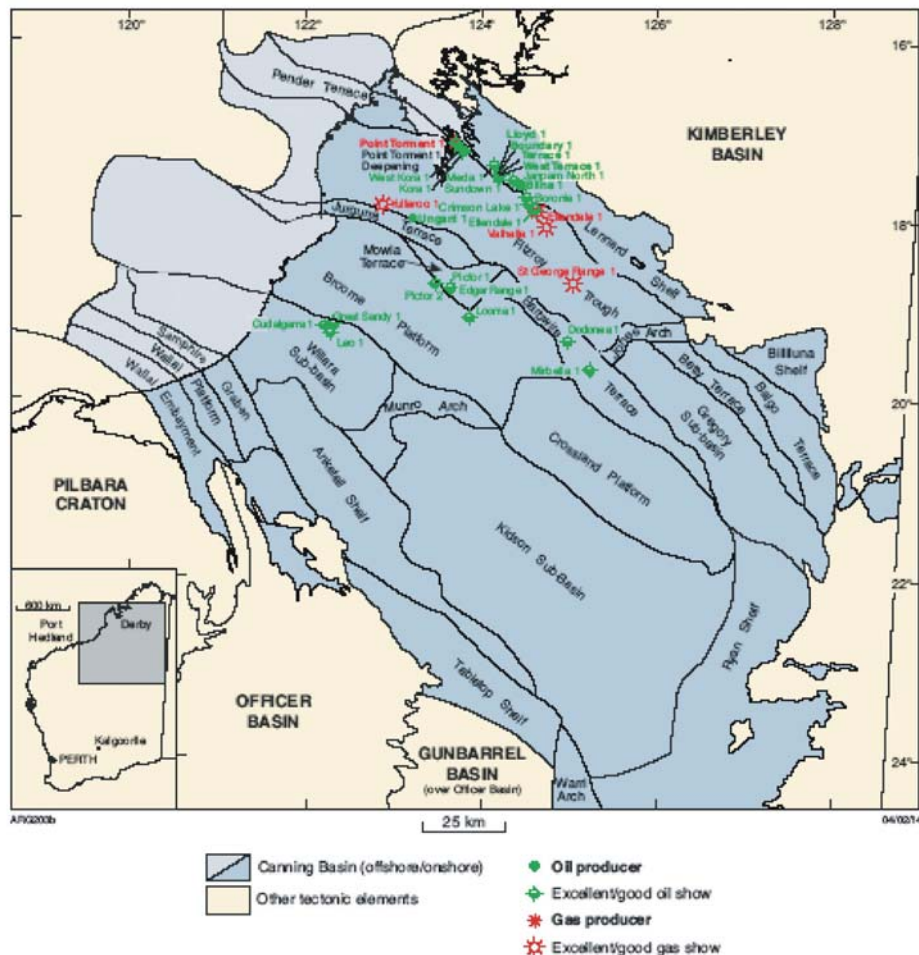 120°
122°
124°
126°
128°
16°
18°
20°
22°
24°
Pender Terrace
KIMBERLEY
BASIN
Lloyd 1
Boundary 1
Terrace 1
West Terrace 1
Janpam North 1
Blina 1
Boronia 1
Point Torment 1
Point Torment 1
Deepening
West Kora 1
Kora 1
Meda 1
Sundown 1
Crimson Lake 1
Ellendale 1
Valhalla 1
Ungani 1
Jurgurra
Terrace
Mowla
Terrace
Fitzroy
Trough
Lennard
Shelf
St George Range 1
Pictor 1
Pictor 2
Edgar Range 1
Looma 1
Broome
Platform
Great Sandy 1
Cudalgarra 1
Leo 1
Dodonea 1
Mirbelia 1
Barbwire
Terrace
Arch
Betty Terrace
Balgo
Terrace
Billiluna
Shelf
Gregory
Sub-basin
Samphire
Graben
Wallal
Platform
Wallal
Embayment
Willara
Sub-basin
Munro Arch
Crossland Platform
Anketell Shelf
Kidson Sub-Basin
Ryan Shelf
Tabletop Shelf
Warri
Arch
PILBARA
CRATON
OFFICER
BASIN
GUNBARREL
BASIN
(over Officer Basin)
600 km
Port
Hedland
Derby
Kalgoorlie
PERTH
04/02/14
25 km
Canning Basin (offshore/onshore)
Other tectonic elements
Oil producer
Excellent/good oil show
Gas producer
Excellent/good gas show